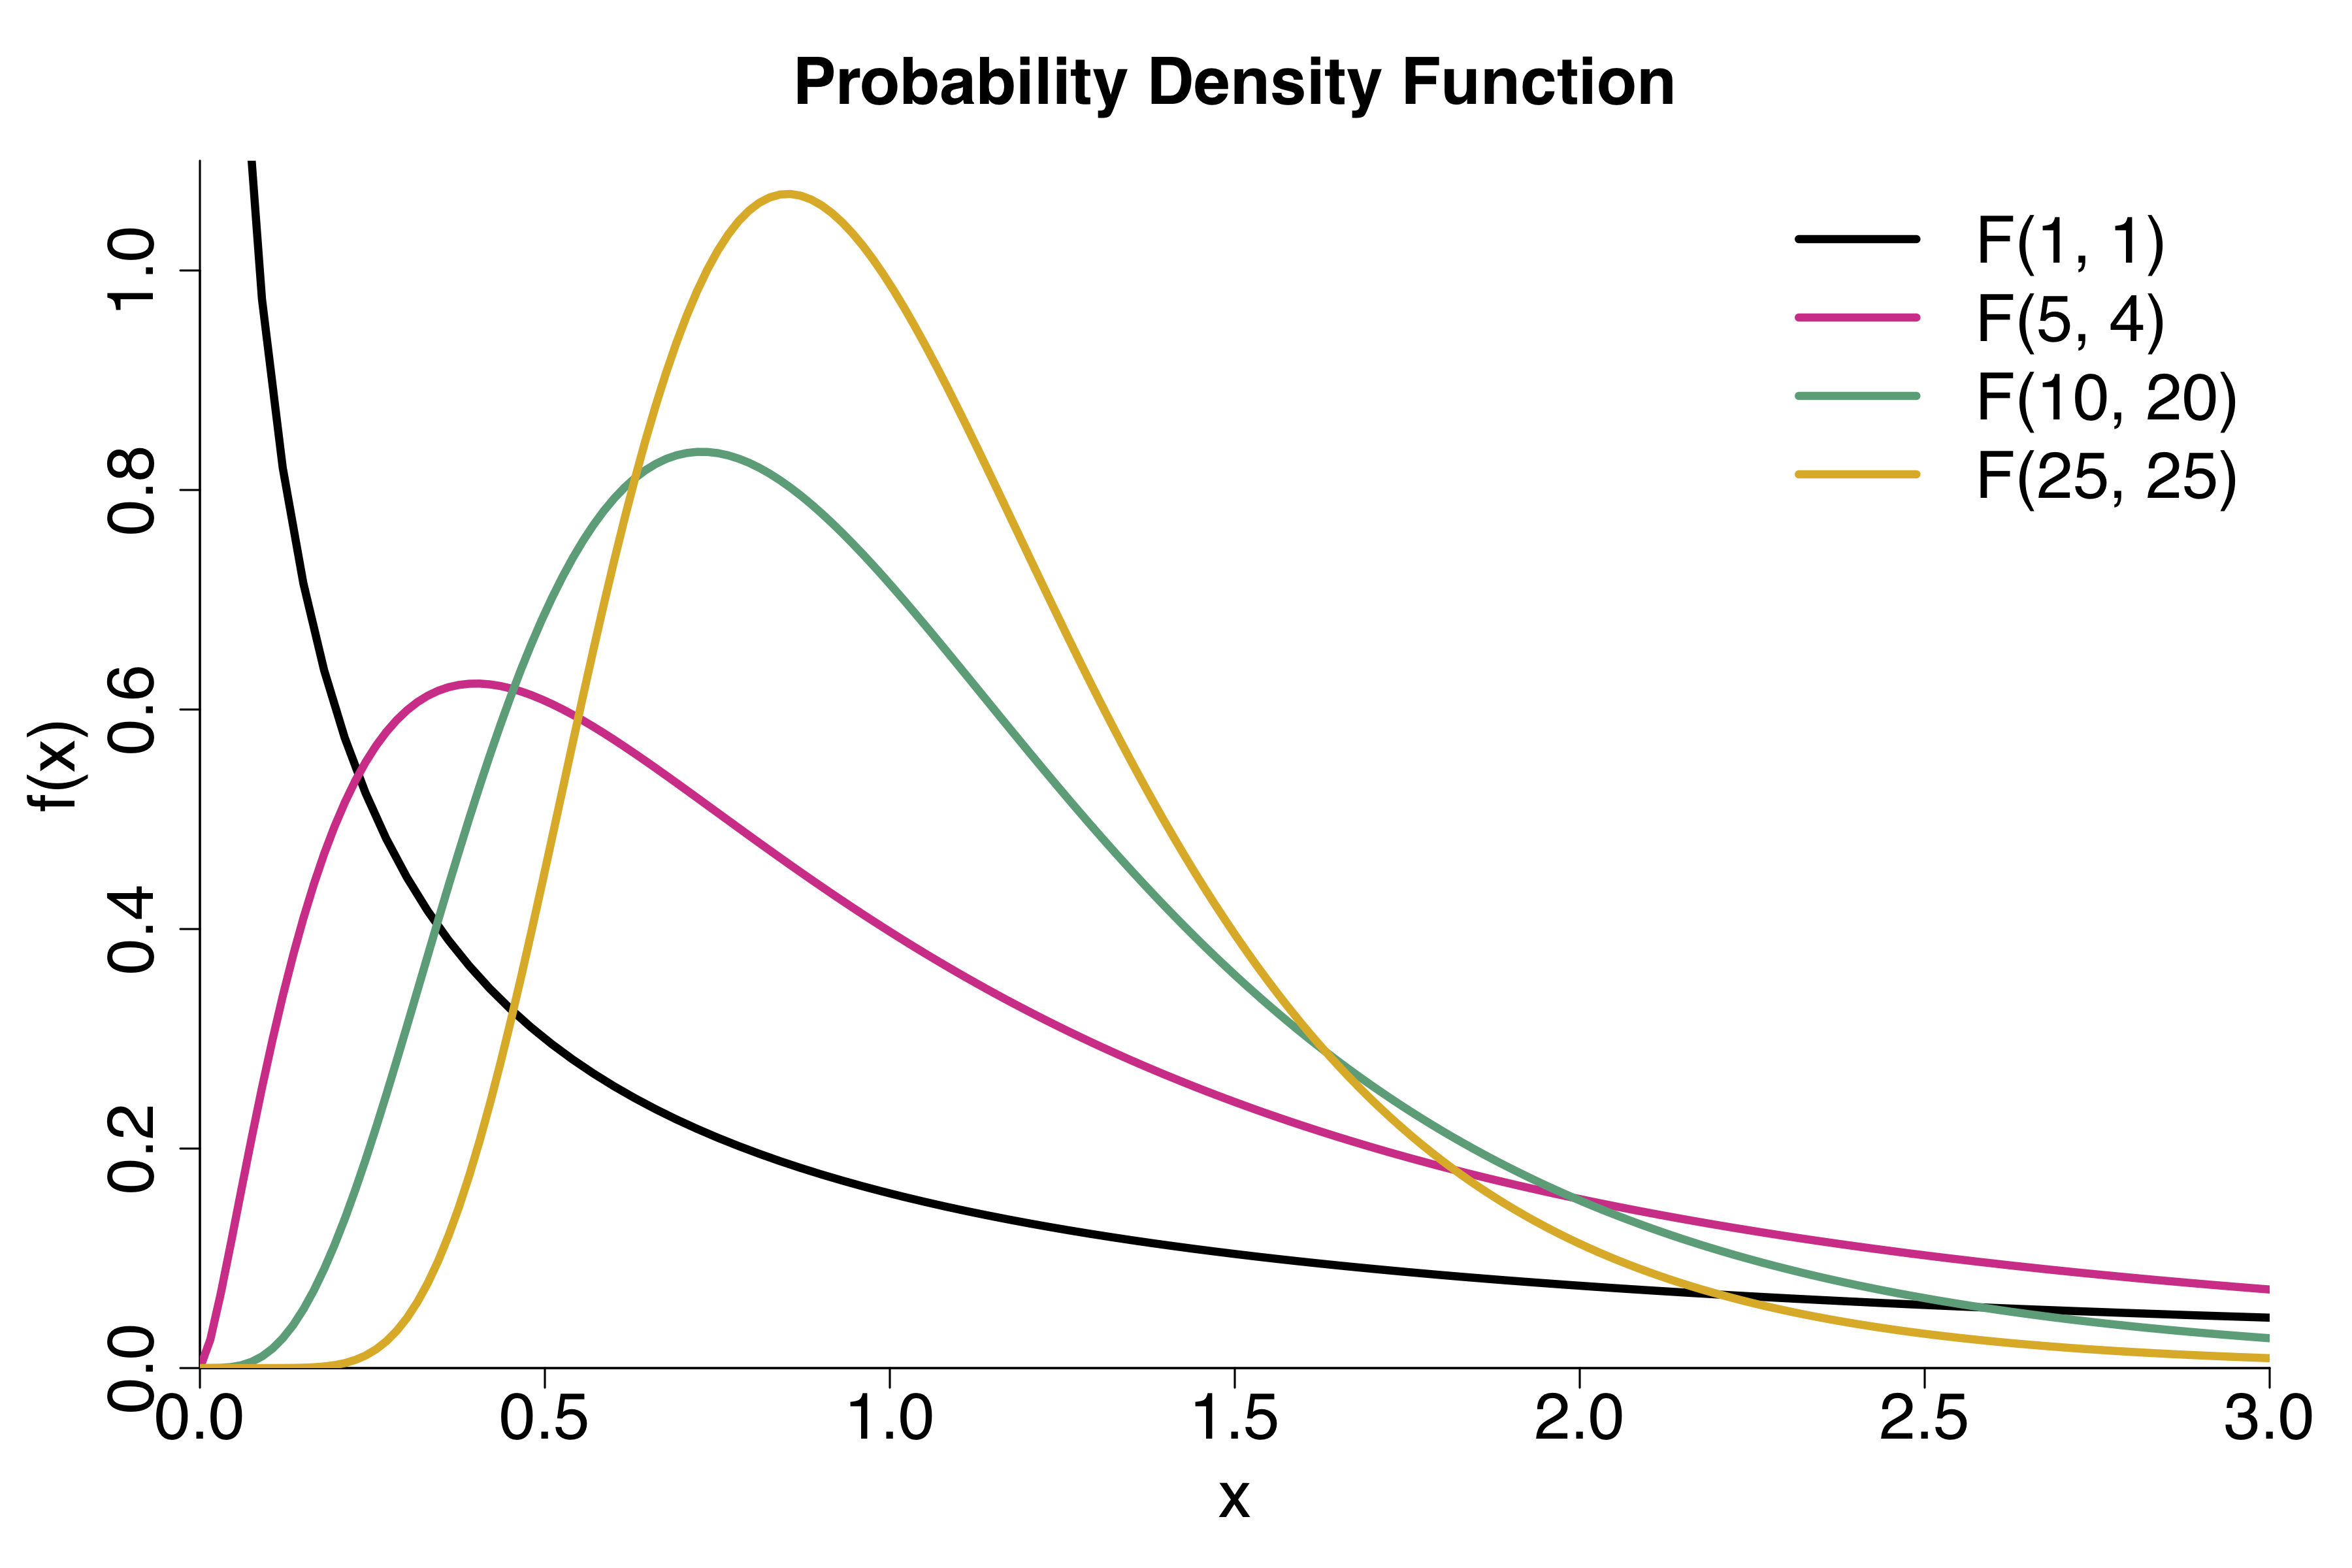 Probability Density Function
F(1, 1)
F(5, 4)
F(10, 20)
F(25, 25)
f(x)
1.0
0.8
0.6
0.4
0.2
0.0
0.0 0.5 1.0 1.5 2.0 2.5 3.0
x